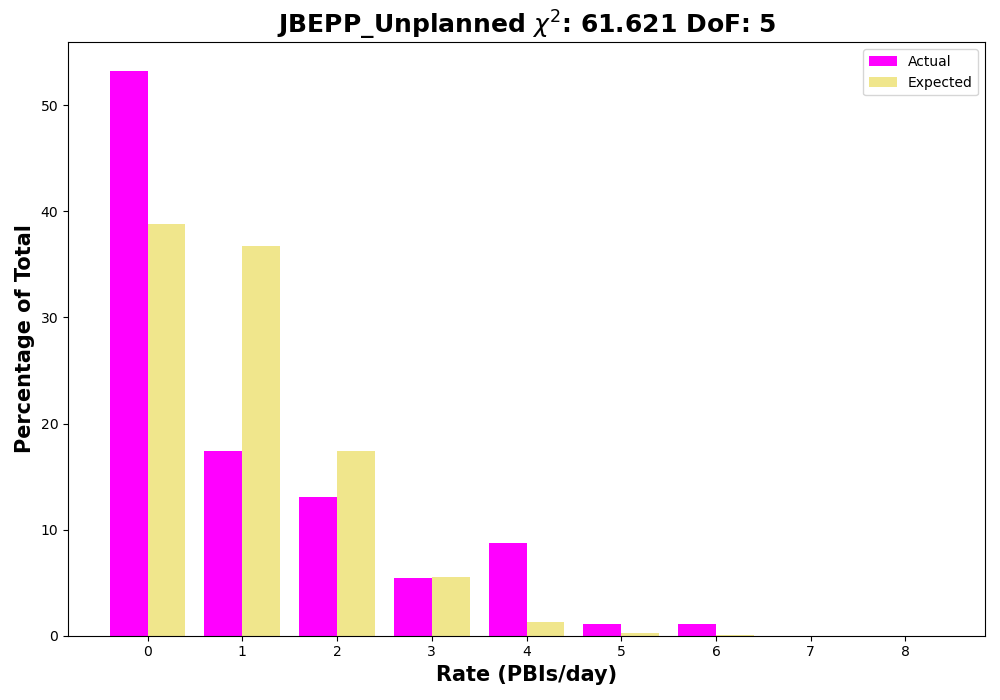 JBEPP_Unplanned χ²: 61.621 DoF: 5
Actual
Expected
Percentage of Total
50
40
30
20
10
0
0 1 2 3 4 5 6 7 8
Rate (PBIs/day)